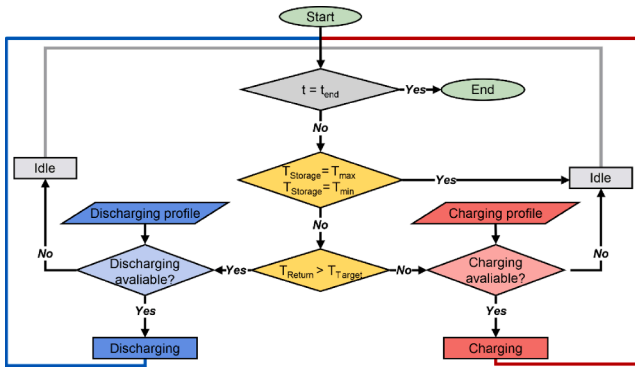 Start
t = tend
Yes
End
No
TStorage = Tmax
TStorage = Tmin
Yes
Idle
Idle
Discharging profile
No
Charging profile
No
Discharging
avaliable?
Yes
TReturn > TTarget
No
Charging
avaliable?
No
Yes
Yes
Discharging
Charging